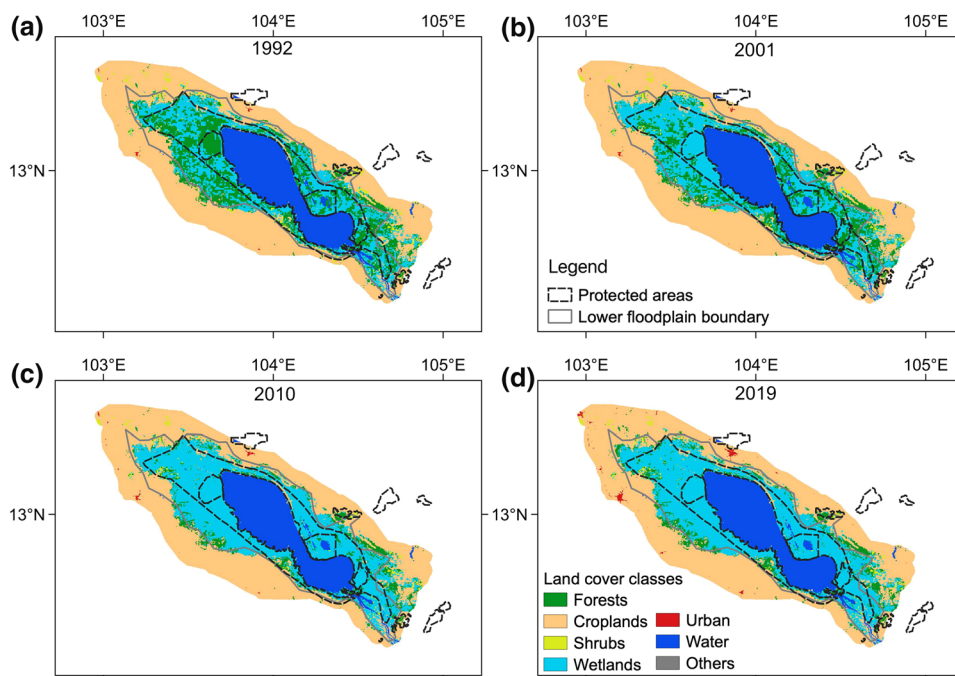 103°E 104°E 105°E
(a)
1992
13°N
103°E 104°E 105°E
(b)
2001
Legend
Protected areas
Lower floodplain boundary
103°E 104°E 105°E
(c)
2010
13°N
103°E 104°E 105°E
(d)
2019
13°N
Land cover classes
Forests
Croplands
Shrubs
Wetlands
Urban
Water
Others